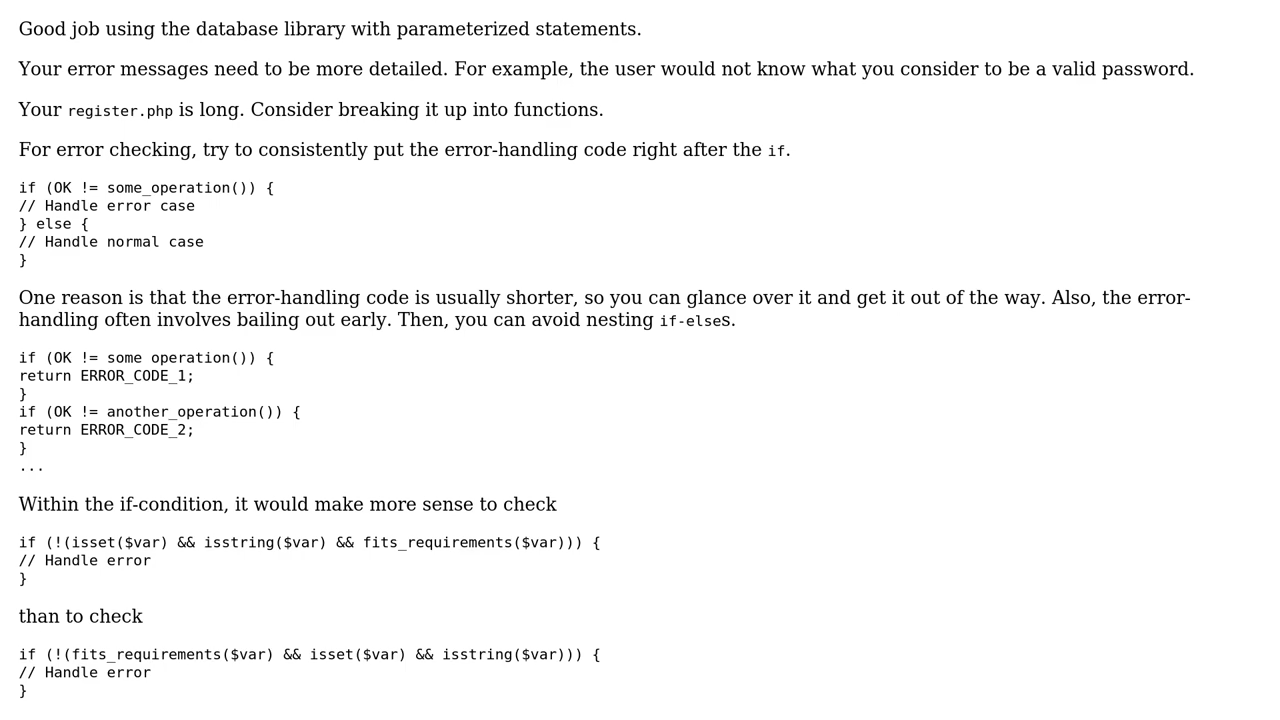 Good job using the database library with parameterized statements.
Your error messages need to be more detailed. For example, the user would not know what you consider to be a valid password.
Your register.php is long. Consider breaking it up into functions.
For error checking, try to consistently put the error-handling code right after the if.
if (OK != some_operation()) {
// Handle error case
} else {
// Handle normal case
}
One reason is that the error-handling code is usually shorter, so you can glance over it and get it out of the way. Also, the error-
handling often involves bailing out early. Then, you can avoid nesting if-elses.
if (OK != some operation()) {
return ERROR_CODE_1;
}
if (OK != another_operation()) {
return ERROR_CODE_2;
}
...
Within the if-condition, it would make more sense to check
if (!(isset($var) && isstring($var) && fits_requirements($var))) {
// Handle error
}
than to check
if (!(fits_requirements($var) && isset($var) && isstring($var))) {
// Handle error
}